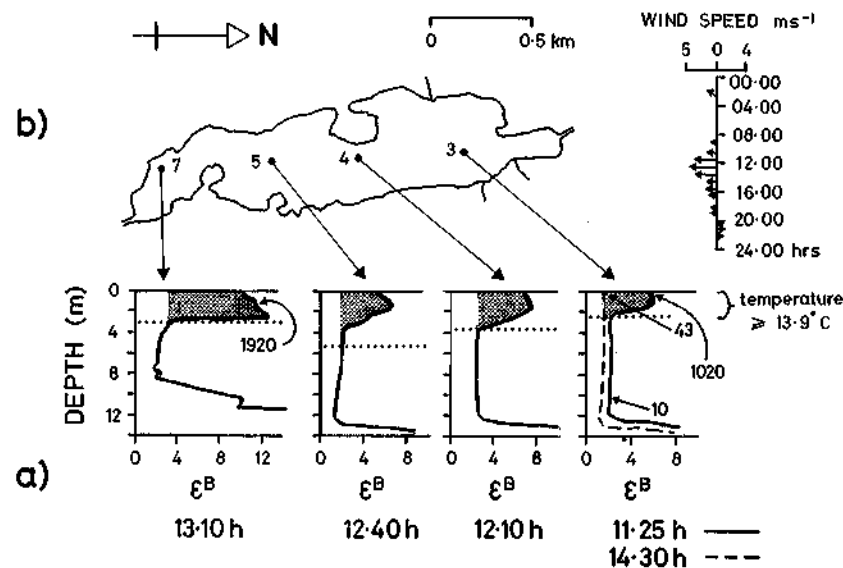 N
0 0·5 km
WIND SPEED ms⁻¹
6 0 4
00·00
04·00
08·00
12·00
16·00
20·00
24·00 hrs
b)
7 5 4 3
DEPTH (m)
0
4
8
12
1920
43
1020
10
temperature
⩾ 13·9°C
0 4 8 12
0 4 8
0 4 8
0 4 8
εᴮ εᴮ εᴮ εᴮ
a)
13·10 h 12·40 h 12·10 h 11·25 h
14·30 h